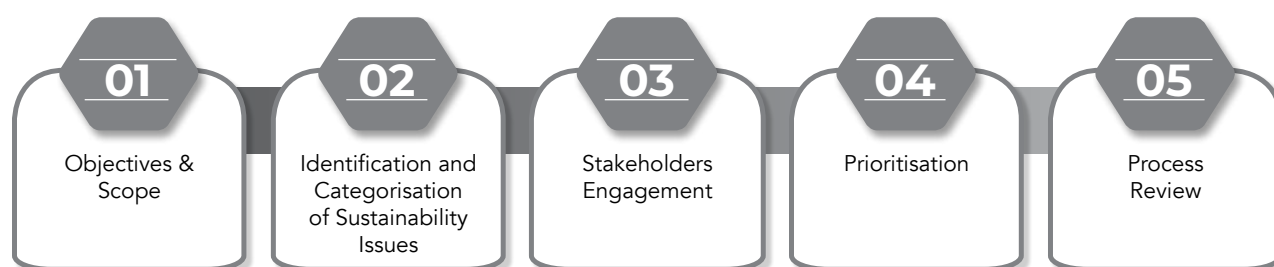 01
Objectives &
Scope
02
Identification and
Categorisation
of Sustainability
Issues
03
Stakeholders
Engagement
04
Prioritisation
05
Process
Review